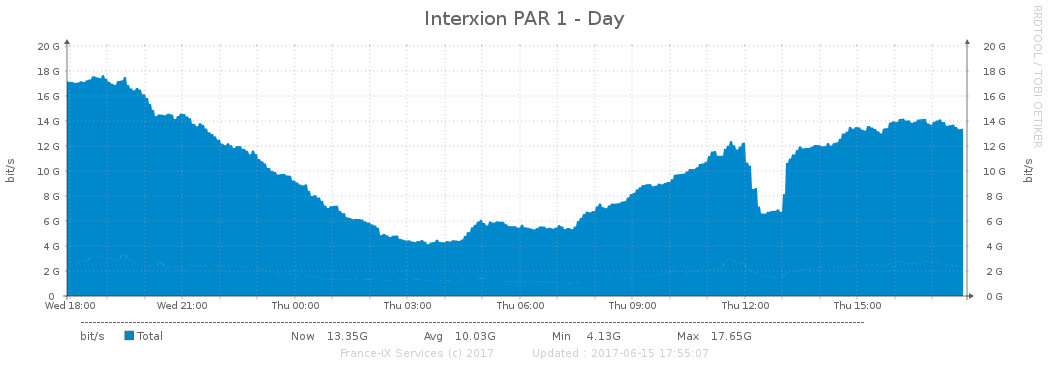 Interxion PAR 1 - Day
RRDTOOL / TOBI OETIKER
bit/s
20 G 20 G
18 G 18 G
16 G 16 G
14 G 14 G
12 G 12 G
10 G 10 G
8 G 8 G
6 G 6 G
4 G 4 G
2 G 2 G
0 0 G
bit/s
Wed 18:00 Wed 21:00 Thu 00:00 Thu 03:00 Thu 06:00 Thu 09:00 Thu 12:00 Thu 15:00
bit/s Total Now 13.35G Avg 10.03G Min 4.13G Max 17.65G
France-IX Services (c) 2017 Updated : 2017-06-15 17:55:07